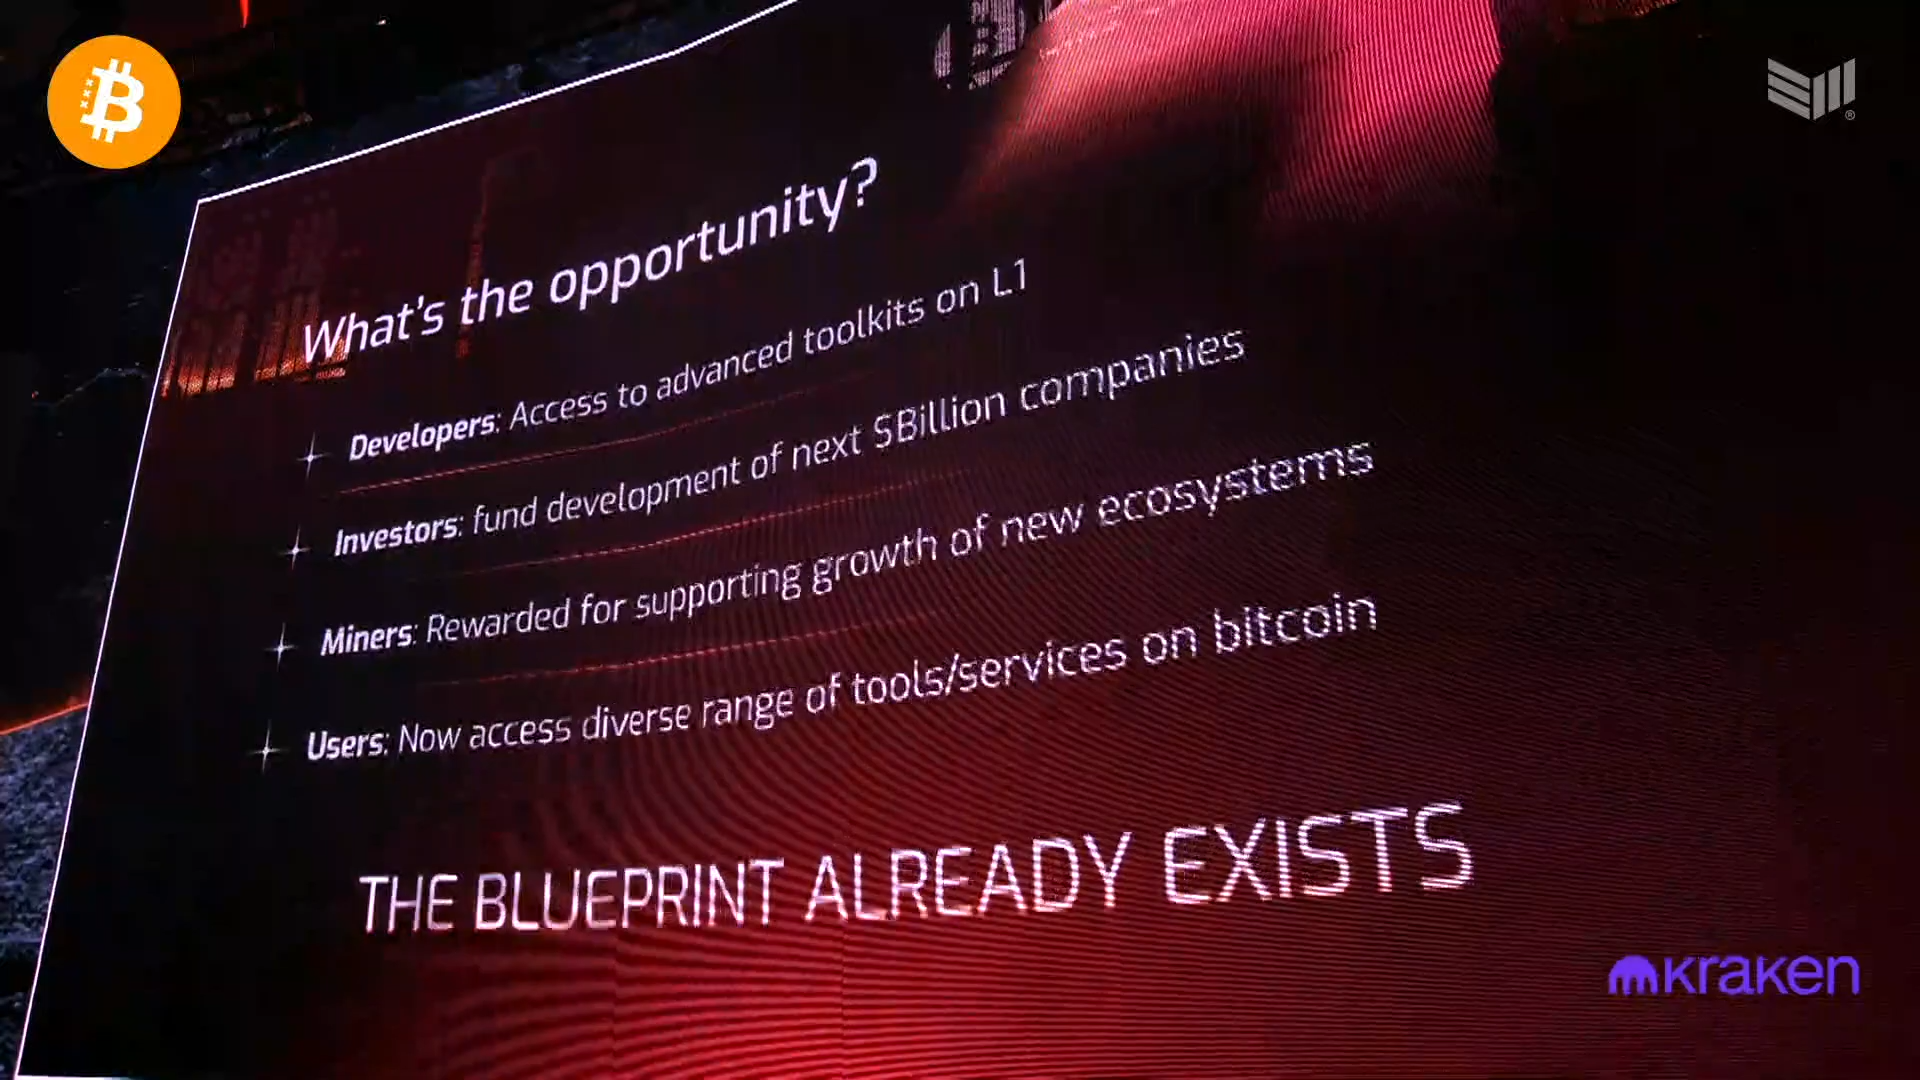 What's the opportunity?
Developers: Access to advanced toolkits on L1
Investors: fund development of next $Billion companies
Miners: Rewarded for supporting growth of new ecosystems
Users: Now access diverse range of tools/services on bitcoin
THE BLUEPRINT ALREADY EXISTS
kraken